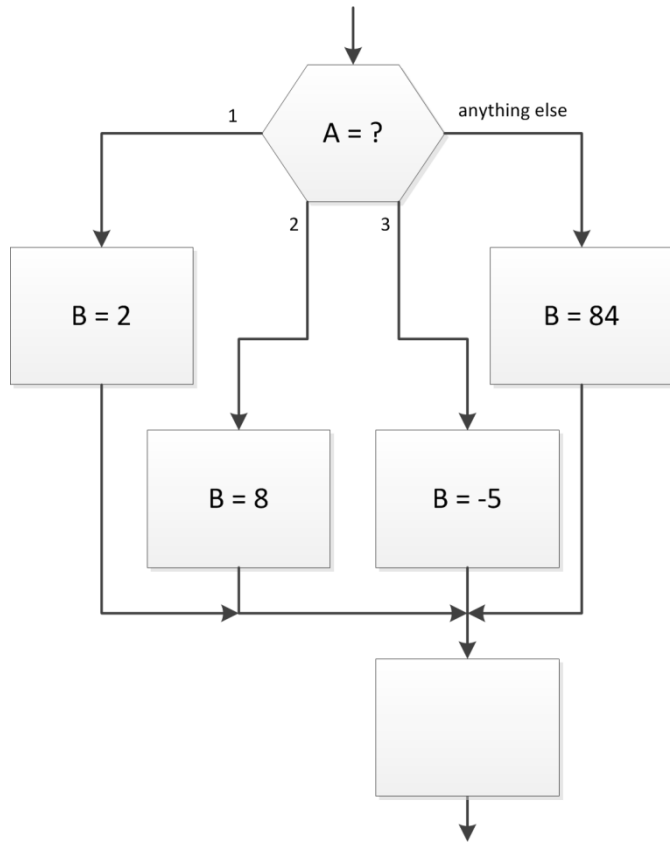 A = ?
1
anything else
2
3
B = 2
B = 84
B = 8
B = -5